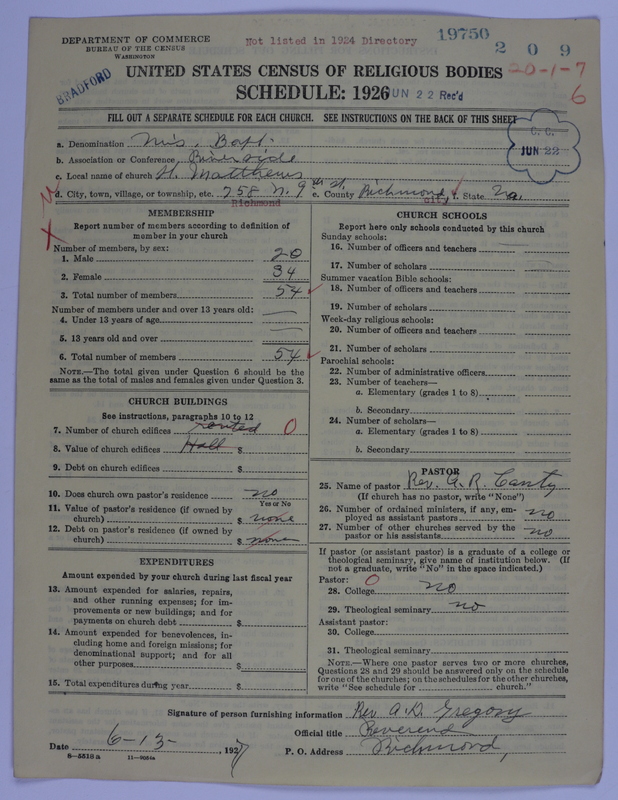 DEPARTMENT OF COMMERCE
BUREAU OF THE CENSUS
WASHINGTON
Not listed in 1924 Directory
19750
2 0 9
BRADFORD
UNITED STATES CENSUS OF RELIGIOUS BODIES
20-1-7
SCHEDULE: 1926
JUN 22 Rec'd
6
FILL OUT A SEPARATE SCHEDULE FOR EACH CHURCH. SEE INSTRUCTIONS ON THE BACK OF THIS SHEET
C. C.
JUN 22
a. Denomination Mis. Bapt.
b. Association or Conference Riverside
c. Local name of church St. Matthews
d. City, town, village, or township, etc. 758 N. 9th St. e. County Richmond city f. State Va.
Richmond
X
MEMBERSHIP
Report number of members according to definition of
member in your church
Number of members, by sex:
1. Male 20
2. Female 34
3. Total number of members 54
Number of members under and over 13 years old:
4. Under 13 years of age
5. 13 years old and over
6. Total number of members 54
NOTE.—The total given under Question 6 should be the
same as the total of males and females given under Question 3.
CHURCH BUILDINGS
See instructions, paragraphs 10 to 12
7. Number of church edifices rented 0
8. Value of church edifices Hall $
9. Debt on church edifices $
10. Does church own pastor's residence no
Yes or No
11. Value of pastor's residence (if owned by
church) $ none
12. Debt on pastor's residence (if owned by
church) $ none
EXPENDITURES
Amount expended by your church during last fiscal year
13. Amount expended for salaries, repairs,
and other running expenses; for im-
provements or new buildings; and for
payments on church debt $
14. Amount expended for benevolences, in-
cluding home and foreign missions; for
denominational support; and for all
other purposes $
15. Total expenditures during year $
CHURCH SCHOOLS
Report here only schools conducted by this church
Sunday schools:
16. Number of officers and teachers
17. Number of scholars
Summer vacation Bible schools:
18. Number of officers and teachers
19. Number of scholars
Week-day religious schools:
20. Number of officers and teachers
21. Number of scholars
Parochial schools:
22. Number of administrative officers
23. Number of teachers—
a. Elementary (grades 1 to 8)
b. Secondary
24. Number of scholars—
a. Elementary (grades 1 to 8)
b. Secondary
PASTOR
25. Name of pastor Rev. A. R. Canty
(If church has no pastor, write "None")
26. Number of ordained ministers, if any, em-
ployed as assistant pastors no
27. Number of other churches served by the
pastor or his assistants no
If pastor (or assistant pastor) is a graduate of a college or
theological seminary, give name of institution below. (If
not a graduate, write "No" in the space indicated.)
Pastor: 0
28. College no
29. Theological seminary no
Assistant pastor:
30. College
31. Theological seminary
NOTE.—Where one pastor serves two or more churches,
Questions 28 and 29 should be answered only on the schedule
for one of the churches; on the schedules for the other churches,
write "See schedule for church."
Signature of person furnishing information Rev A. D. Gregory
Official title Reverend
Date 6-13- , 1927
P. O. Address Richmond,
8—5518 a